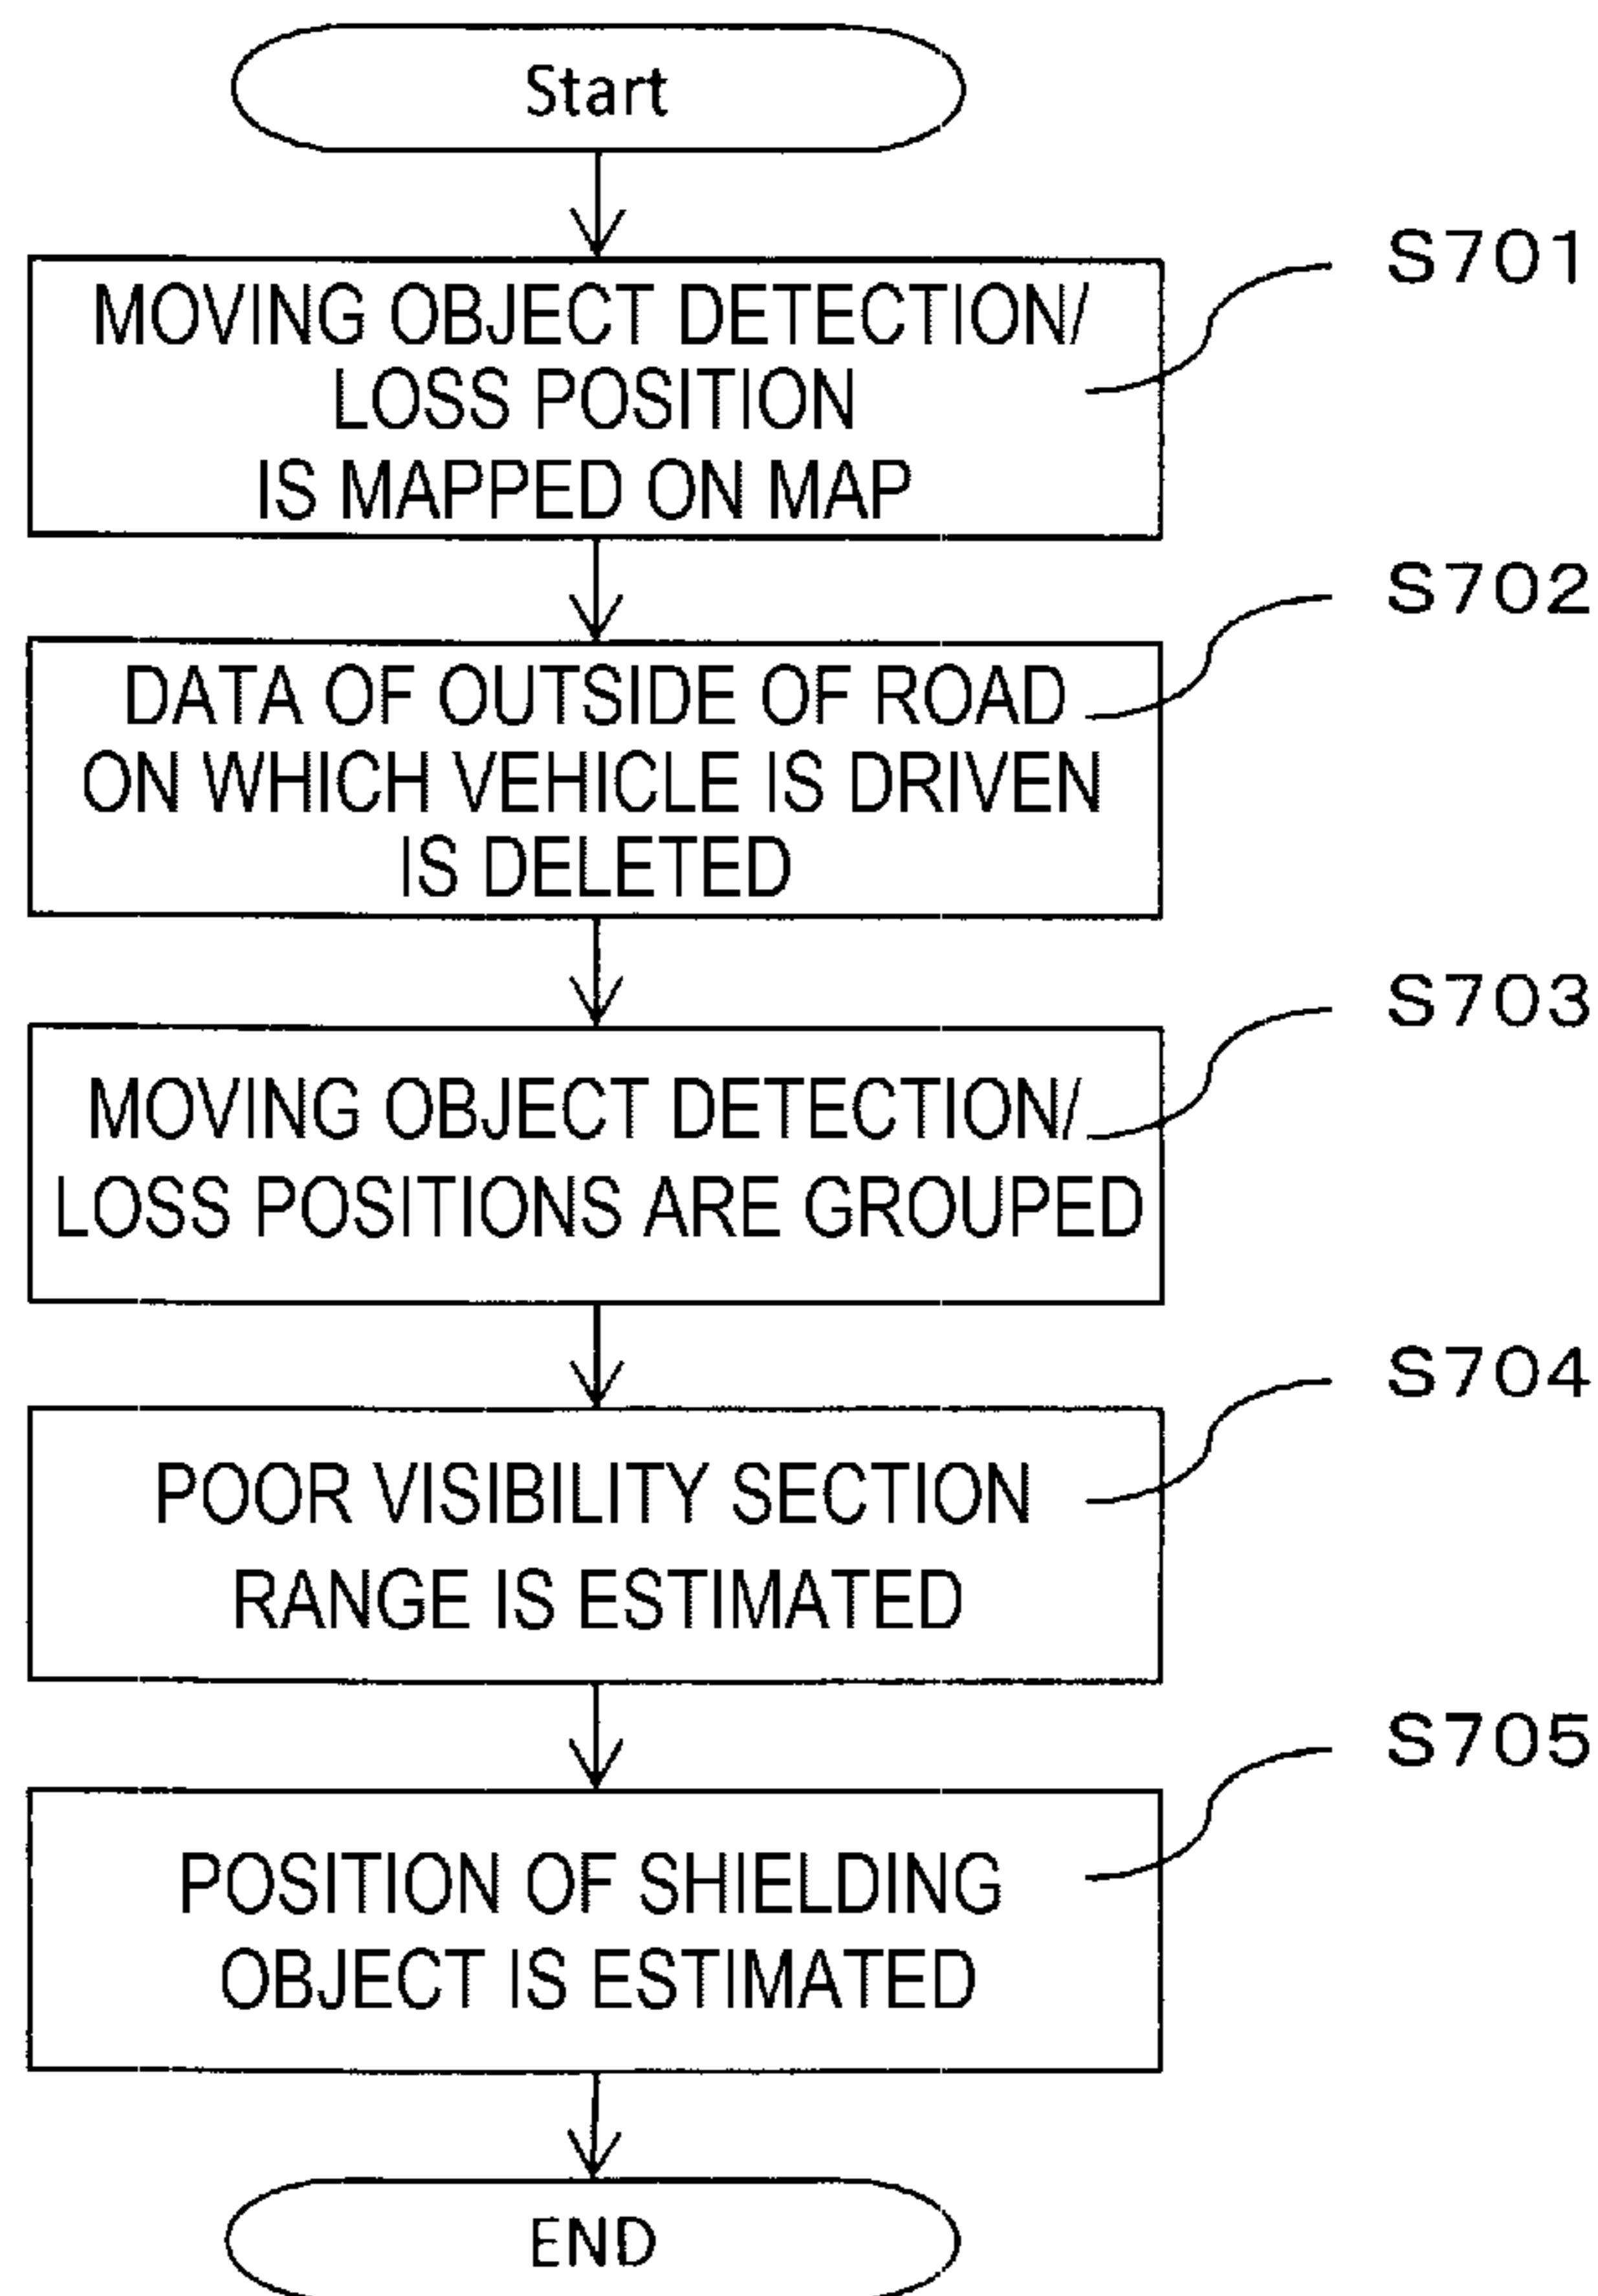 Start
S701
MOVING OBJECT DETECTION/
LOSS POSITION
IS MAPPED ON MAP
S702
DATA OF OUTSIDE OF ROAD
ON WHICH VEHICLE IS DRIVEN
IS DELETED
S703
MOVING OBJECT DETECTION/
LOSS POSITIONS ARE GROUPED
S704
POOR VISIBILITY SECTION
RANGE IS ESTIMATED
S705
POSITION OF SHIELDING
OBJECT IS ESTIMATED
END